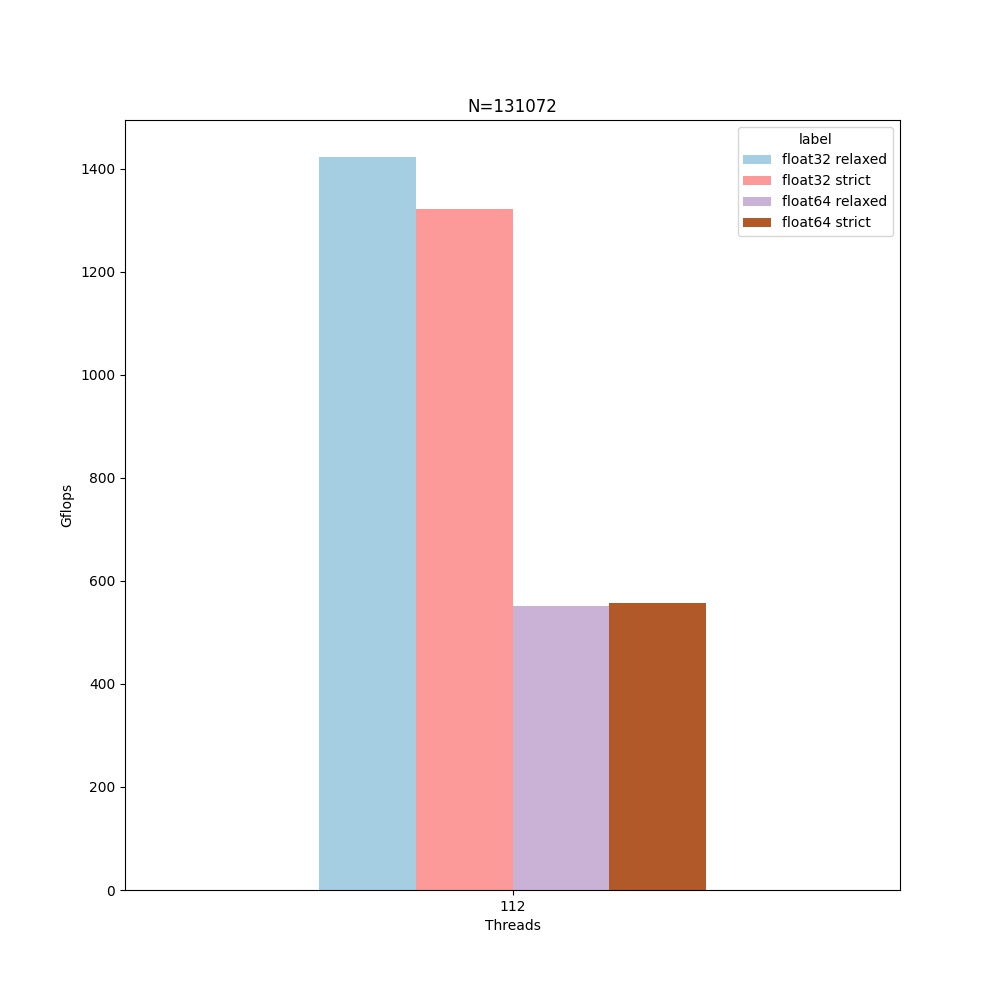 N=131072
label
float32 relaxed
float32 strict
float64 relaxed
float64 strict
1400
1200
1000
800
600
400
200
0
Gflops
112
Threads